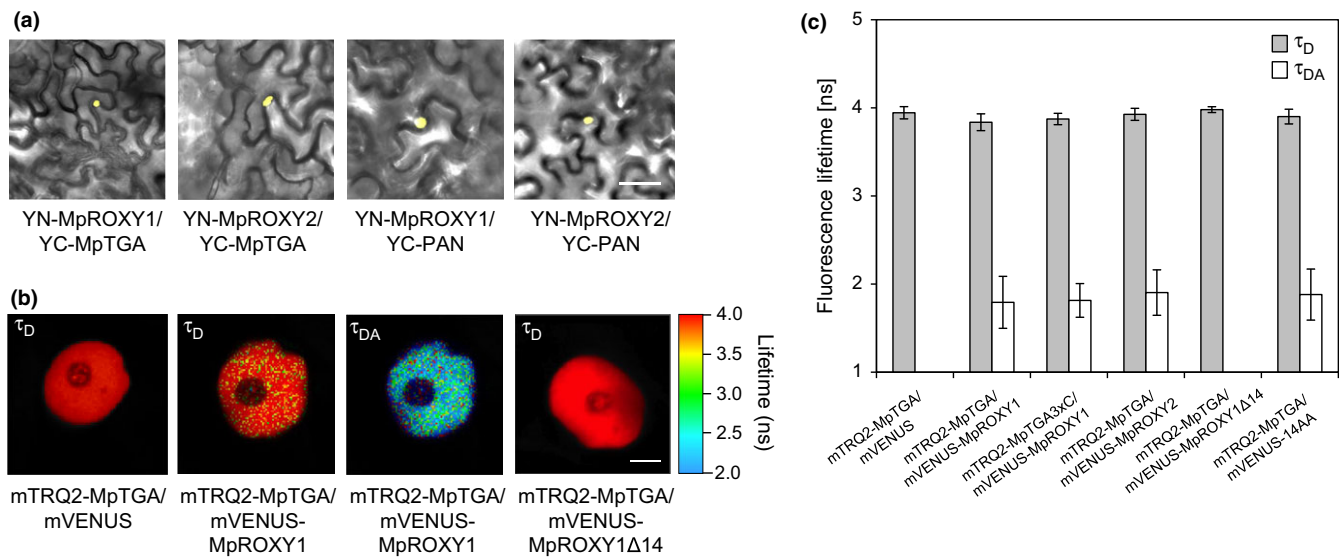 (a)
YN-MpROXY1/
YC-MpTGA
YN-MpROXY2/
YC-MpTGA
YN-MpROXY1/
YC-PAN
YN-MpROXY2/
YC-PAN
(b)
τD
τD
τDA
τD
4.0
3.0
2.0
Lifetime (ns)
mTRQ2-MpTGA/
mVENUS
mTRQ2-MpTGA/
mVENUS-
MpROXY1
mTRQ2-MpTGA/
mVENUS-
MpROXY1
mTRQ2-MpTGA/
mVENUS-
MpROXY1Δ14
(c)
Fluorescence lifetime [ns]
5
4
3
2
1
τD
τDA
mTRQ2-MpTGA/
mVENUS
mTRQ2-MpTGA/
mVENUS-MpROXY1
mTRQ2-MpTGA3xC/
mVENUS-MpROXY1
mTRQ2-MpTGA/
mVENUS-MpROXY2
mTRQ2-MpTGA/
mVENUS-MpROXY1Δ14
mTRQ2-MpTGA/
mVENUS-14AA